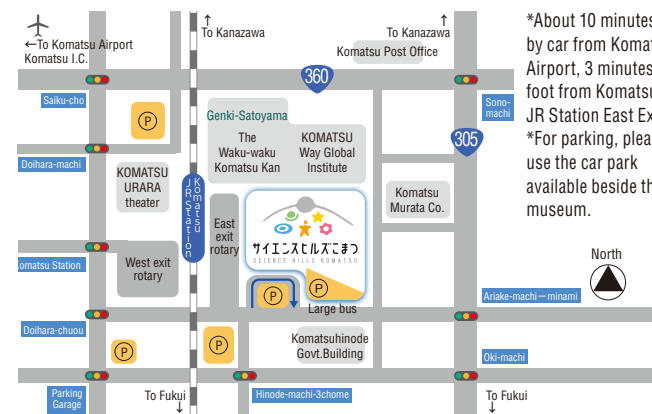 ↑
To Kanazawa
↑
To Kanazawa
←To Komatsu Airport
Komatsu I.C.
Komatsu Post Office
360
Saiku-cho
P
Genki-Satoyama
The
Waku-waku
Komatsu Kan
KOMATSU
Way Global
Institute
Sono-
machi
305
Doihara-machi
KOMATSU
URARA
theater
Komatsu
JR Station
Komatsu
Murata Co.
East
exit
rotary
サイエンスヒルズこまつ
SCIENCE HILLS KOMATSU
West exit
rotary
omatsu Station
P
P
Large bus
Ariake-machi－minami
Doihara-chuou
P
P
Komatsuhinode
Govt.Building
Oki-machi
Parking
Garage
To Fukui
↓
Hinode-machi-3chome
To Fukui
↓
*About 10 minutes
by car from Komat
Airport, 3 minutes
foot from Komatsu
JR Station East Ex
*For parking, plea
use the car park
available beside th
museum.
North